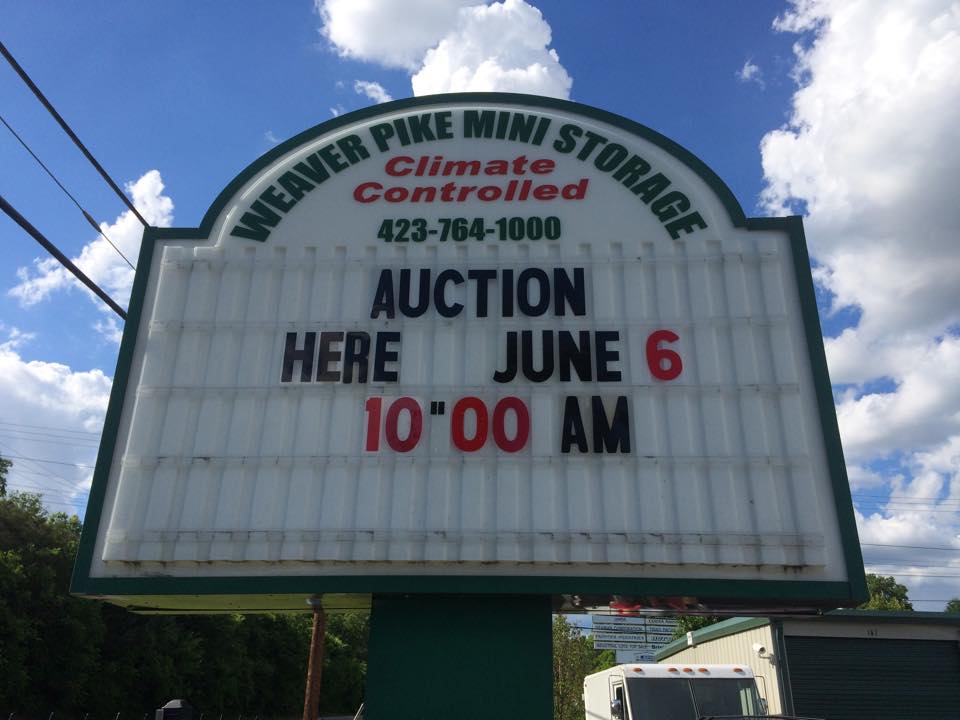 WEAVER PIKE MINI STORAGE
Climate
Controlled
423-764-1000
AUCTION
HERE JUNE 6
10"00 AM